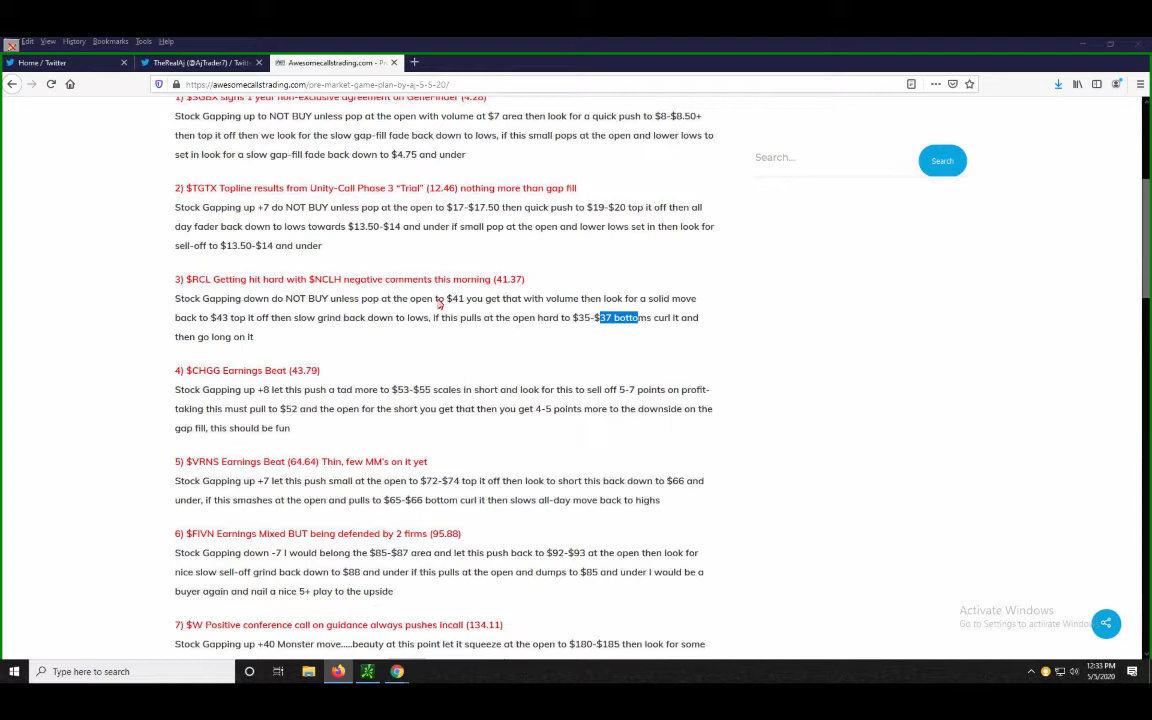 Edit View History Bookmarks Tools Help
Home / Twitter
TheRealAj (@AjTrader7) / Twitte
Awesomecallstrading.com - Pr
https://awesomecallstrading.com/pre-market-game-plan-by-aj-5-5-20/
1) $SGBX signs 1 year non-exclusive agreement on GenerFinder (4.28)
Stock Gapping up to NOT BUY unless pop at the open with volume at $7 area then look for a quick push to $8-$8.50+
then top it off then we look for the slow gap-fill fade back down to lows, if this small pops at the open and lower lows to
set in look for a slow gap-fill fade back down to $4.75 and under
Search...
Search
2) $TGTX Topline results from Unity-Call Phase 3 “Trial” (12.46) nothing more than gap fill
Stock Gapping up +7 do NOT BUY unless pop at the open to $17-$17.50 then quick push to $19-$20 top it off then all
day fader back down to lows towards $13.50-$14 and under if small pop at the open and lower lows set in then look for
sell-off to $13.50-$14 and under
3) $RCL Getting hit hard with $NCLH negative comments this morning (41.37)
Stock Gapping down do NOT BUY unless pop at the open to $41 you get that with volume then look for a solid move
back to $43 top it off then slow grind back down to lows, if this pulls at the open hard to $35-$37 bottoms curl it and
then go long on it
4) $CHGG Earnings Beat (43.79)
Stock Gapping up +8 let this push a tad more to $53-$55 scales in short and look for this to sell off 5-7 points on profit-
taking this must pull to $52 and the open for the short you get that then you get 4-5 points more to the downside on the
gap fill, this should be fun
5) $VRNS Earnings Beat (64.64) Thin, few MM’s on it yet
Stock Gapping up +7 let this push small at the open to $72-$74 top it off then look to short this back down to $66 and
under, if this smashes at the open and pulls to $65-$66 bottom curl it then slows all-day move back to highs
6) $FIVN Earnings Mixed BUT being defended by 2 firms (95.88)
Stock Gapping down -7 I would belong the $85-$87 area and let this push back to $92-$93 at the open then look for
nice slow sell-off grind back down to $88 and under if this pulls at the open and dumps to $85 and under I would be a
buyer again and nail a nice 5+ play to the upside
7) $W Positive conference call on guidance always pushes Incall (134.11)
Stock Gapping up +40 Monster move.....beauty at this point let it squeeze at the open to $180-$185 then look for some
Activate Windows
Go to Settings to activate Windo
Type here to search
12:33 PM
5/5/2020